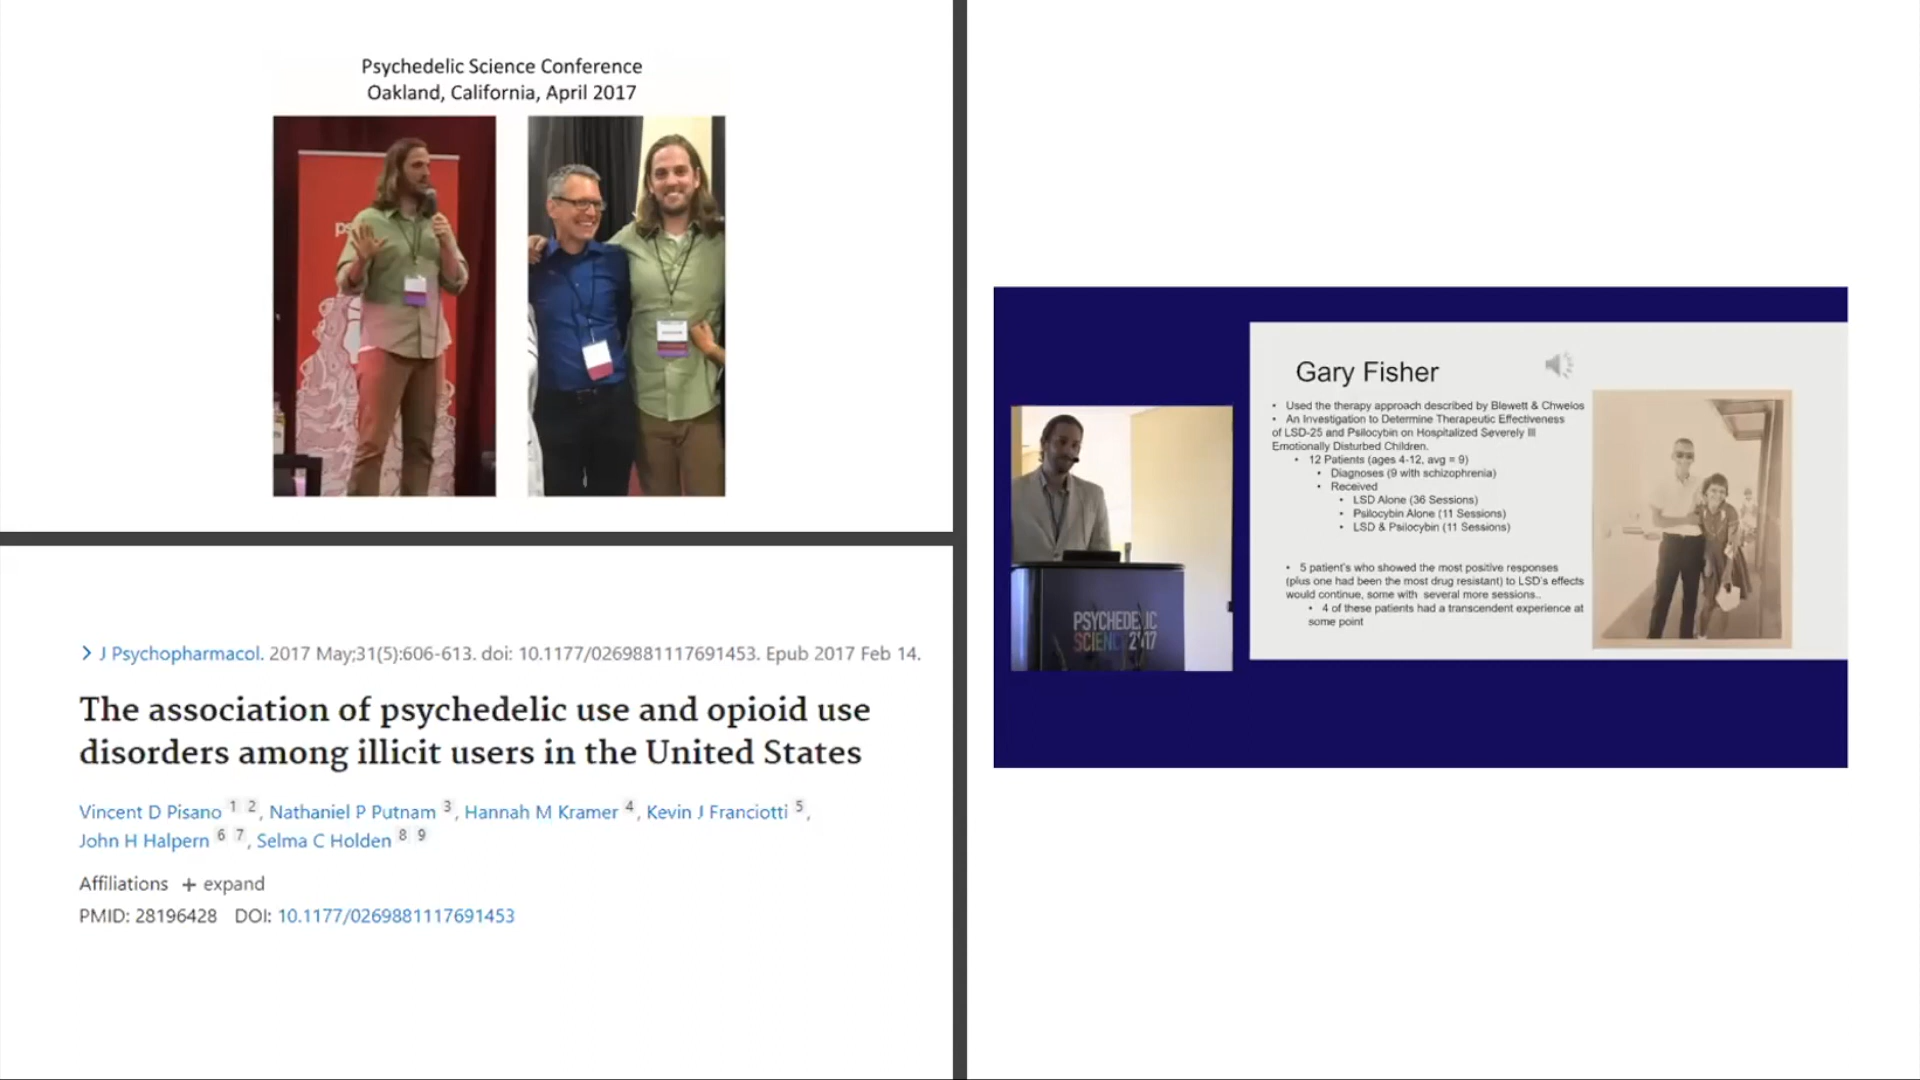 Psychedelic Science Conference
Oakland, California, April 2017
ps
> J Psychopharmacol. 2017 May;31(5):606-613. doi: 10.1177/0269881117691453. Epub 2017 Feb 14.
The association of psychedelic use and opioid use
disorders among illicit users in the United States
Vincent D Pisano 1 2, Nathaniel P Putnam 3, Hannah M Kramer 4, Kevin J Franciotti 5,
John H Halpern 6 7, Selma C Holden 8 9
Affiliations + expand
PMID: 28196428 DOI: 10.1177/0269881117691453
Gary Fisher
• Used the therapy approach described by Blewett & Chwelos
• An Investigation to Determine Therapeutic Effectiveness
of LSD-25 and Psilocybin on Hospitalized Severely Ill
Emotionally Disturbed Children.
• 12 Patients (ages 4-12, avg = 9)
• Diagnoses (9 with schizophrenia)
• Received
• LSD Alone (36 Sessions)
• Psilocybin Alone (11 Sessions)
• LSD & Psilocybin (11 Sessions)
• 5 patient's who showed the most positive responses
(plus one had been the most drug resistant) to LSD's effects
would continue, some with several more sessions..
• 4 of these patients had a transcendent experience at
some point
PSYCHEDELIC
SCIENCE 2017